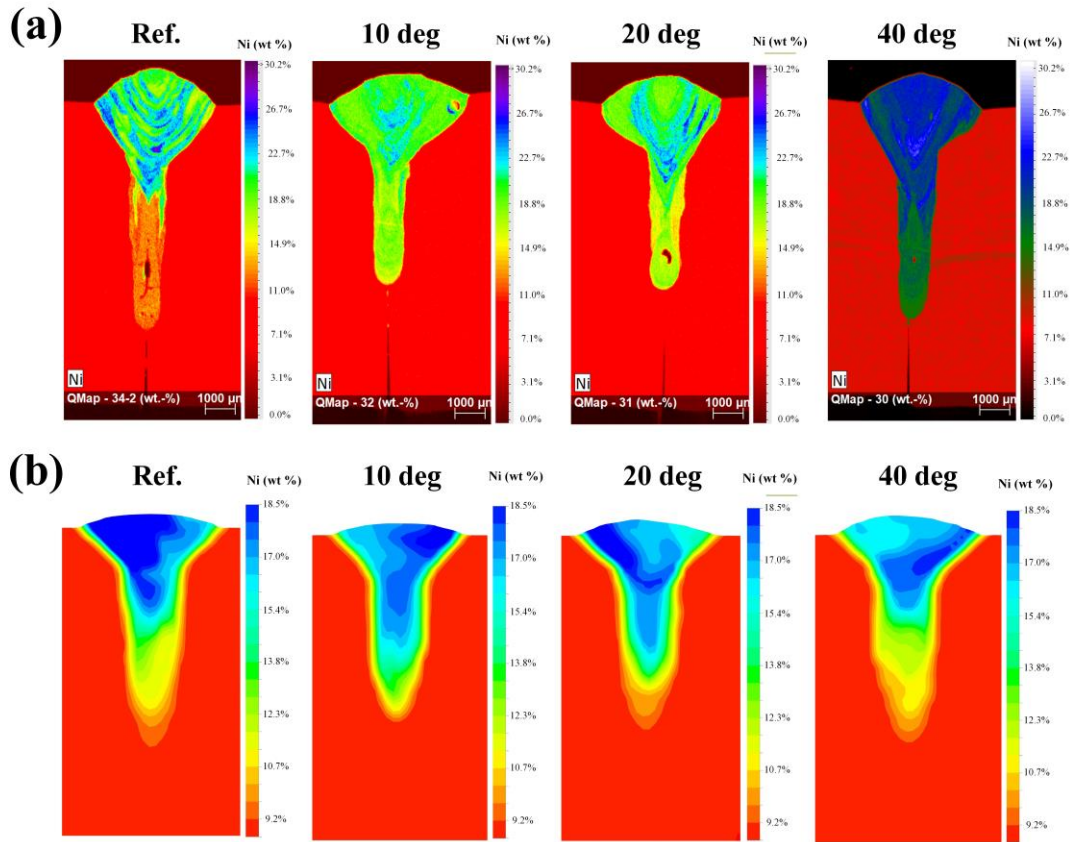 (a)
Ref.
10 deg
20 deg
40 deg
Ni (wt %)
30.2%
26.7%
22.7%
18.8%
14.9%
11.0%
7.1%
3.1%
0.0%
Ni (wt %)
30.2%
26.7%
22.7%
18.8%
14.9%
11.0%
7.1%
3.1%
0.0%
Ni (wt %)
30.2%
26.7%
22.7%
18.8%
14.9%
11.0%
7.1%
3.1%
0.0%
Ni (wt %)
30.2%
26.7%
22.7%
18.8%
14.9%
11.0%
7.1%
3.1%
0.0%
Ni
QMap - 34-2 (wt.-%) 1000 µm
Ni
QMap - 32 (wt.-%) 1000 µm
Ni
QMap - 31 (wt.-%) 1000 µm
Ni
QMap - 30 (wt.-%) 1000 µm
(b)
Ref.
10 deg
20 deg
40 deg
Ni (wt %)
18.5%
17.0%
15.4%
13.8%
12.3%
10.7%
9.2%
Ni (wt %)
18.5%
17.0%
15.4%
13.8%
12.3%
10.7%
9.2%
Ni (wt %)
18.5%
17.0%
15.4%
13.8%
12.3%
10.7%
9.2%
Ni (wt %)
18.5%
17.0%
15.4%
13.8%
12.3%
10.7%
9.2%